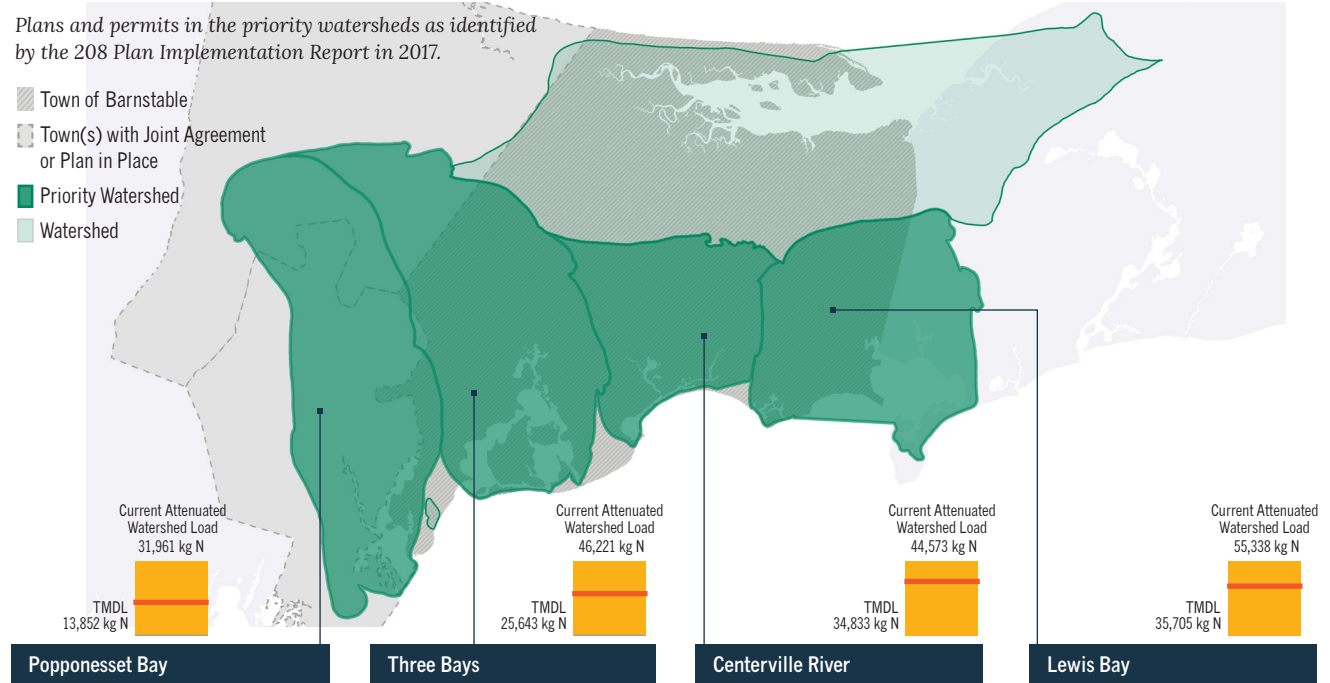 Plans and permits in the priority watersheds as identified
by the 208 Plan Implementation Report in 2017.
Town of Barnstable
Town(s) with Joint Agreement
or Plan in Place
Priority Watershed
Watershed
Current Attenuated
Watershed Load
31,961 kg N
TMDL
13,852 kg N
Popponesset Bay
Current Attenuated
Watershed Load
46,221 kg N
TMDL
25,643 kg N
Three Bays
Current Attenuated
Watershed Load
44,573 kg N
TMDL
34,833 kg N
Centerville River
Current Attenuated
Watershed Load
55,338 kg N
TMDL
35,705 kg N
Lewis Bay